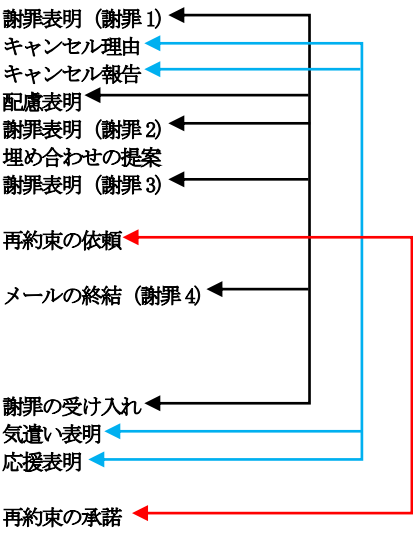 謝罪表明（謝罪 1）
キャンセル理由
キャンセル報告
配慮表明
謝罪表明（謝罪 2）
埋め合わせの提案
謝罪表明（謝罪 3）
再約束の依頼
メールの終結（謝罪 4）
謝罪の受け入れ
気遣い表明
応援表明
再約束の承諾